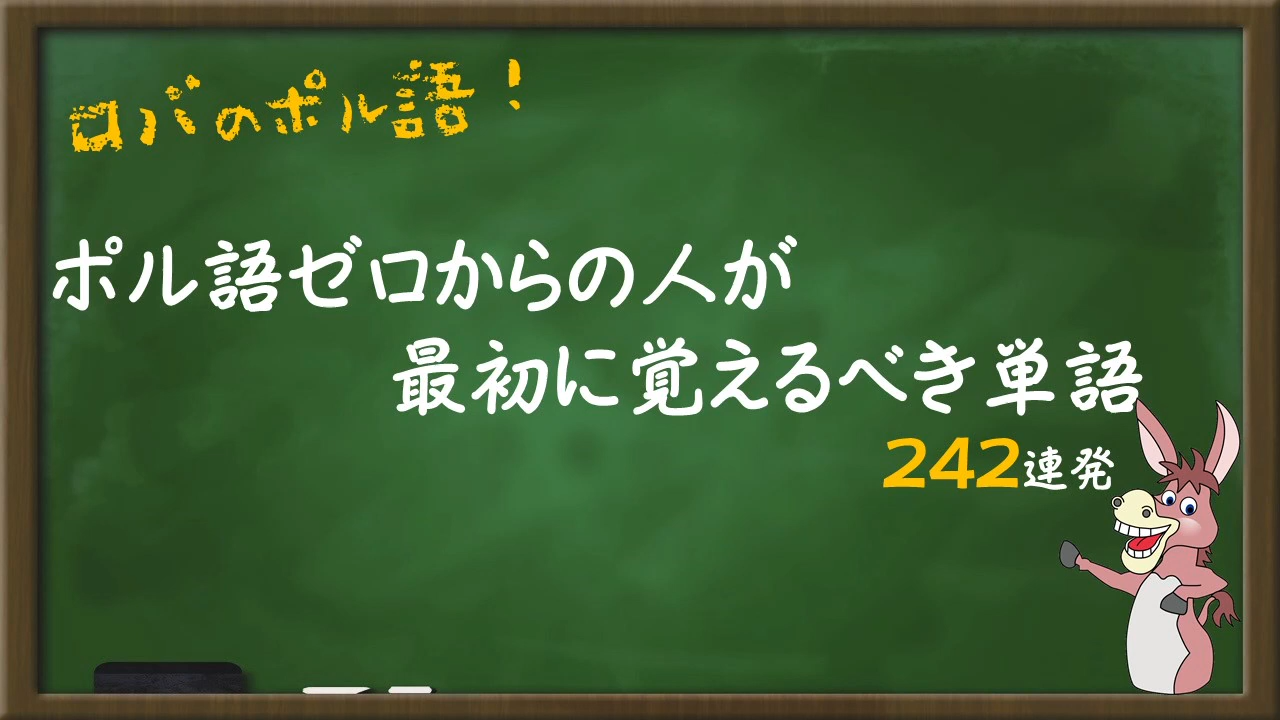 ロバのポル語！
ポル語ゼロからの人が
最初に覚えるべき単語
242連発